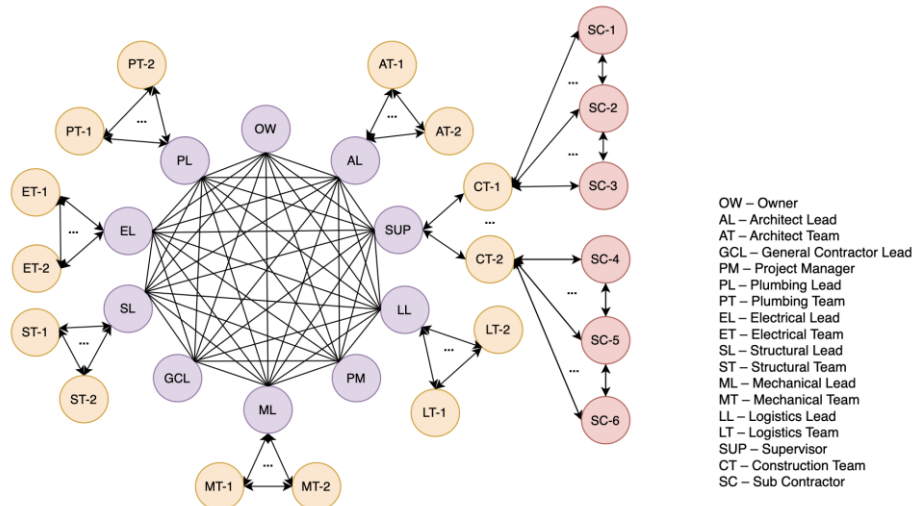 SC-1
PT-2
AT-1
...
SC-2
...
...
OW
PT-1
AT-2
...
PL
AL
SC-3
CT-1
ET-1
OW – Owner
AL – Architect Lead
AT – Architect Team
GCL – General Contractor Lead
PM – Project Manager
PL – Plumbing Lead
PT – Plumbing Team
EL – Electrical Lead
ET – Electrical Team
SL – Structural Lead
ST – Structural Team
ML – Mechanical Lead
MT – Mechanical Team
LL – Logistics Lead
LT – Logistics Team
SUP – Supervisor
CT – Construction Team
SC – Sub Contractor
...
...
EL
SUP
CT-2
SC-4
ET-2
...
SL
LL
ST-1
LT-2
SC-5
...
...
...
GCL
PM
ST-2
ML
LT-1
SC-6
...
MT-1
MT-2